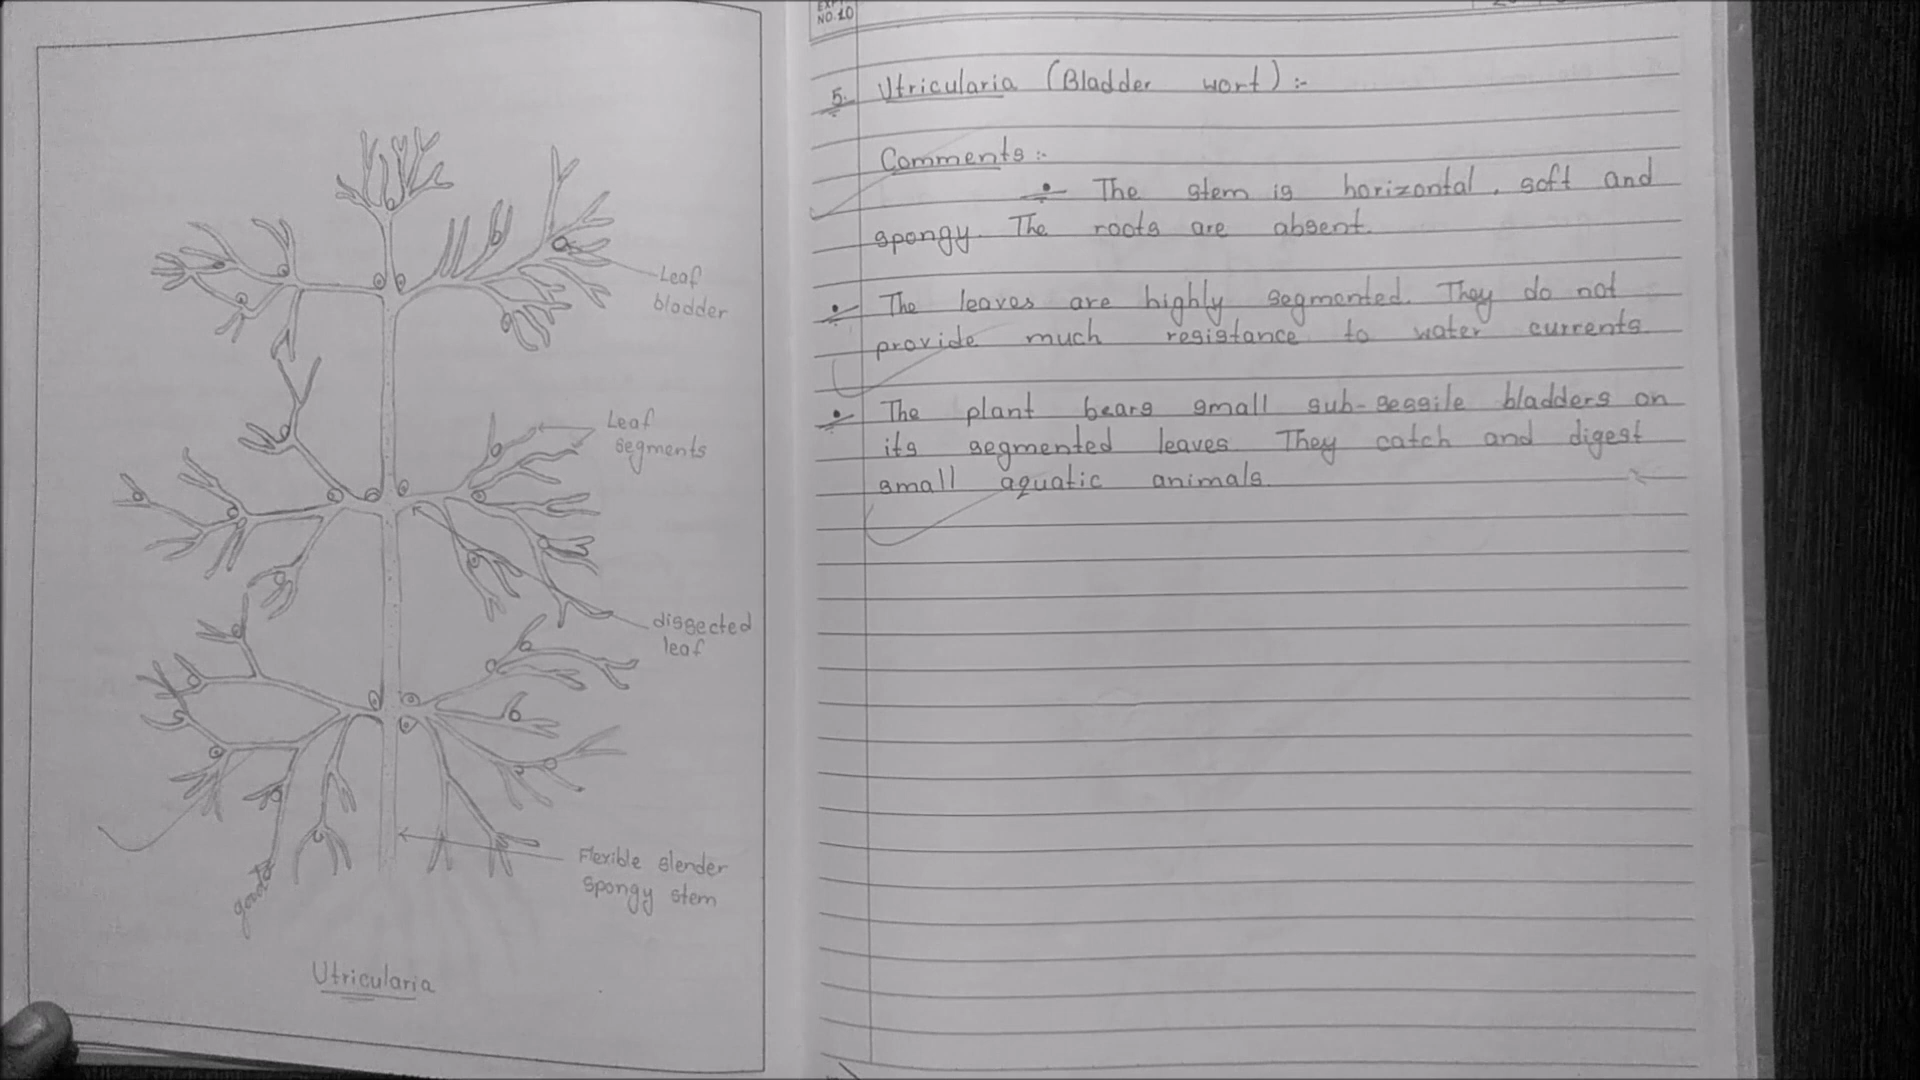 Leaf
bladder
Leaf
segments
dissected
leaf
Flexible slender
spongy stem
good
Utricularia
EXPT
NO.10
5. Utricularia (Bladder wort) :-
Comments :-
The stem is horizontal, soft and
spongy. The roots are absent.
The leaves are highly segmented. They do not
provide much resistance to water currents.
The plant bears small sub-sessile bladders on
its segmented leaves. They catch and digest
small aquatic animals.